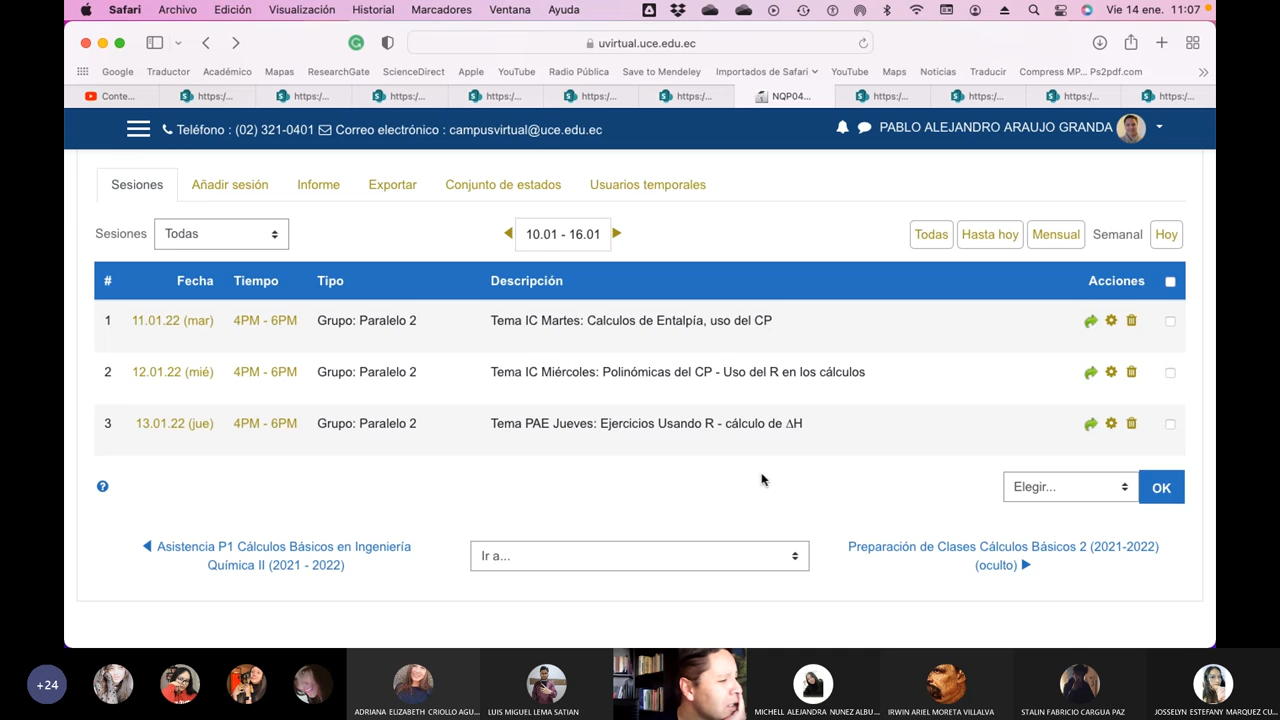 Safari Archivo Edición Visualización Historial Marcadores Ventana Ayuda Vie 14 ene. 11:07
uvirtual.uce.edu.ec
Google Traductor Académico Mapas ResearchGate ScienceDirect Apple YouTube Radio Pública Save to Mendeley Importados de Safari YouTube Maps Noticias Traducir Compress MP... Ps2pdf.com
Conte... https:/... https:/... https:/... https:/... https:/... https:/... NQP04... https:/... https:/... https:/... https:/...
Teléfono : (02) 321-0401 Correo electrónico : campusvirtual@uce.edu.ec PABLO ALEJANDRO ARAUJO GRANDA
Sesiones Añadir sesión Informe Exportar Conjunto de estados Usuarios temporales
Sesiones Todas 10.01 - 16.01 Todas Hasta hoy Mensual Semanal Hoy
# Fecha Tiempo Tipo Descripción Acciones
1 11.01.22 (mar) 4PM - 6PM Grupo: Paralelo 2 Tema IC Martes: Calculos de Entalpía, uso del CP
2 12.01.22 (mié) 4PM - 6PM Grupo: Paralelo 2 Tema IC Miércoles: Polinómicas del CP - Uso del R en los cálculos
3 13.01.22 (jue) 4PM - 6PM Grupo: Paralelo 2 Tema PAE Jueves: Ejercicios Usando R - cálculo de ΔH
Elegir... OK
Asistencia P1 Cálculos Básicos en Ingeniería
Química II (2021 - 2022)
Ir a...
Preparación de Clases Cálculos Básicos 2 (2021-2022)
(oculto)
+24
ADRIANA ELIZABETH CRIOLLO AGU... LUIS MIGUEL LEMA SATIAN MICHELL ALEJANDRA NUNEZ ALBU... IRWIN ARIEL MORETA VILLALVA STALIN FABRICIO CARGUA PAZ JOSSELYN ESTEFANY MARQUEZ CU...